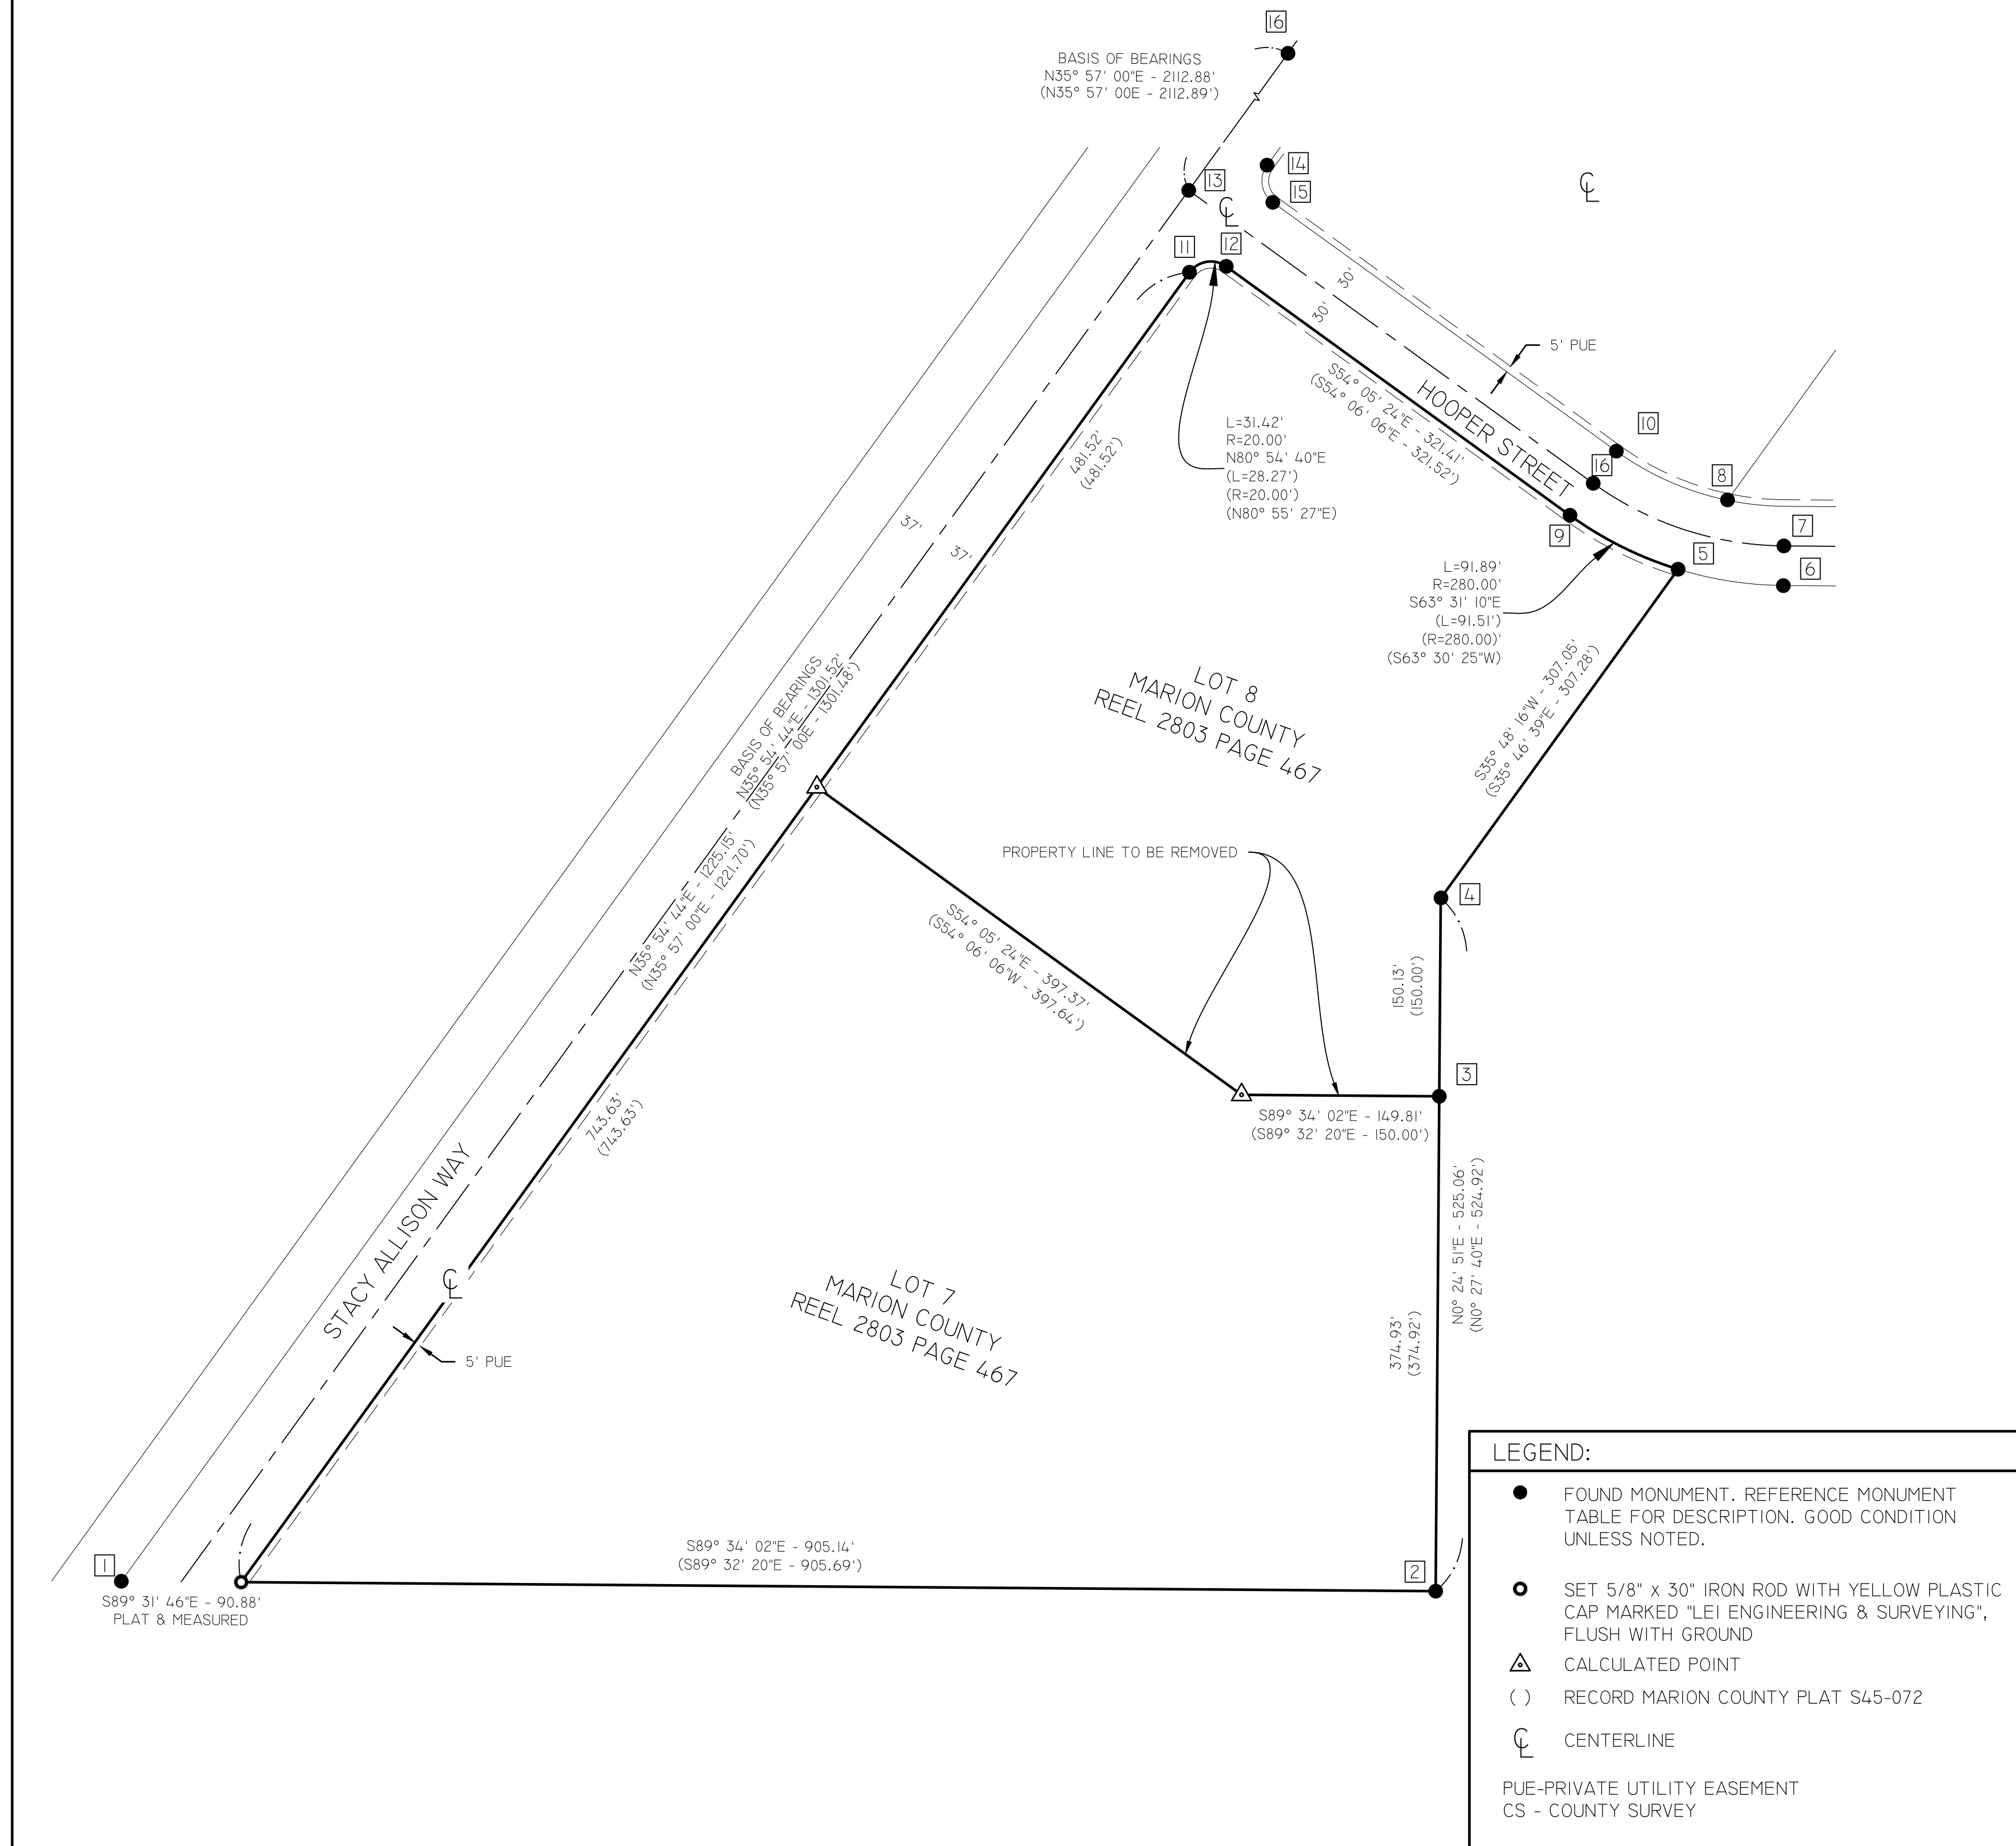 16
BASIS OF BEARINGS
N35° 57' 00"E - 2112.88'
(N35° 57' 00E - 2112.89')
14
13
15
℄
℄
11
12
30'
30'
5' PUE
S54° 05' 24"E - 321.41'
(S54° 06' 06"E - 321.52')
HOOPER STREET
10
16
8
7
9
5
6
L=31.42'
R=20.00'
N80° 54' 40"E
(L=28.27')
(R=20.00')
(N80° 55' 27"E)
481.52'
(481.52')
37'
37'
L=91.89'
R=280.00'
S63° 31' 10"E
(L=91.51')
(R=280.00)'
(S63° 30' 25"W)
S35° 48' 16"W - 307.05'
(S35° 46' 39"E - 307.28')
LOT 8
MARION COUNTY
REEL 2803 PAGE 467
BASIS OF BEARINGS
N35° 54' 44"E - 1301.52'
(N35° 57' 00E - 1301.48')
N35° 54' 44"E - 1225.15'
(N35° 57' 00"E - 1221.70')
PROPERTY LINE TO BE REMOVED
4
S54° 05' 24"E - 397.37'
(S54° 06' 06"W - 397.64')
150.13'
(150.00')
3
S89° 34' 02"E - 149.81'
(S89° 32' 20"E - 150.00')
743.63'
(743.63')
N0° 24' 51"E - 525.06'
(N0° 27' 40"E - 524.92')
374.93'
(374.92')
STACY ALLISON WAY
℄
5' PUE
LOT 7
MARION COUNTY
REEL 2803 PAGE 467
1
S89° 31' 46"E - 90.88'
PLAT & MEASURED
S89° 34' 02"E - 905.14'
(S89° 32' 20"E - 905.69')
2
LEGEND:
FOUND MONUMENT. REFERENCE MONUMENT
TABLE FOR DESCRIPTION. GOOD CONDITION
UNLESS NOTED.
SET 5/8" X 30" IRON ROD WITH YELLOW PLASTIC
CAP MARKED "LEI ENGINEERING & SURVEYING",
FLUSH WITH GROUND
CALCULATED POINT
( ) RECORD MARION COUNTY PLAT S45-072
℄ CENTERLINE
PUE-PRIVATE UTILITY EASEMENT
CS - COUNTY SURVEY